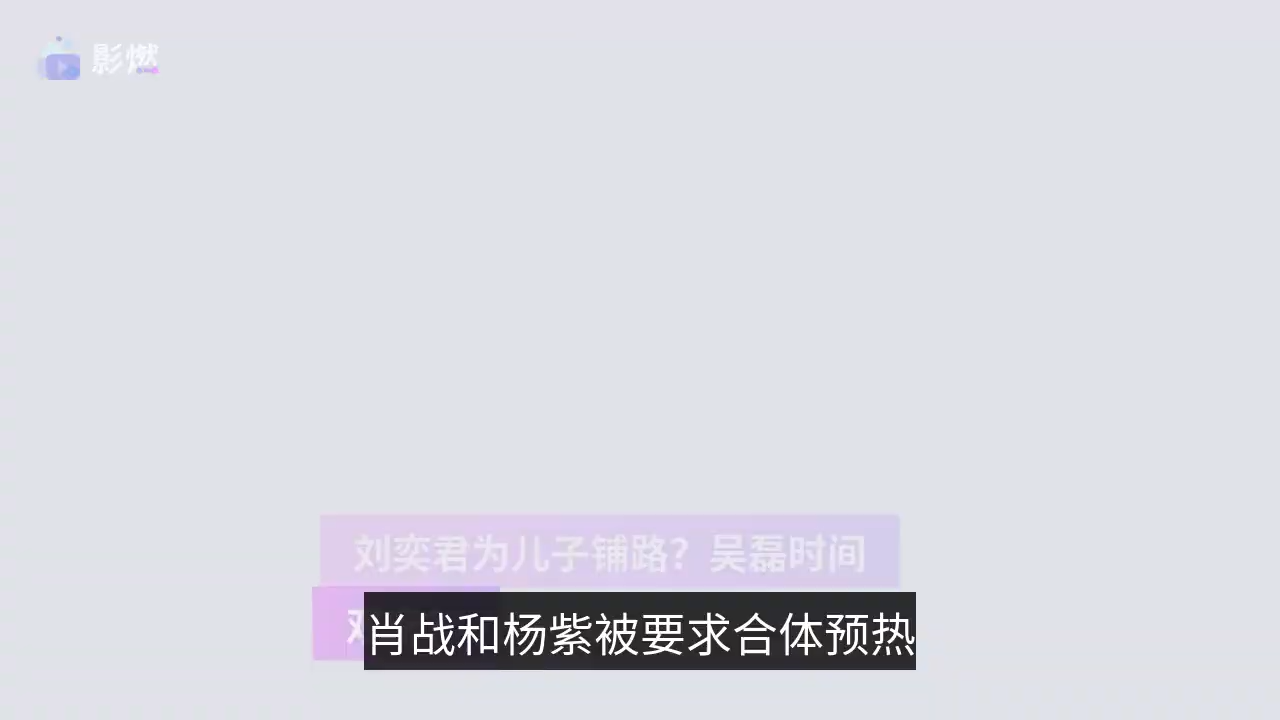 影燃
刘奕君为儿子铺路？吴磊时间
肖战和杨紫被要求合体预热